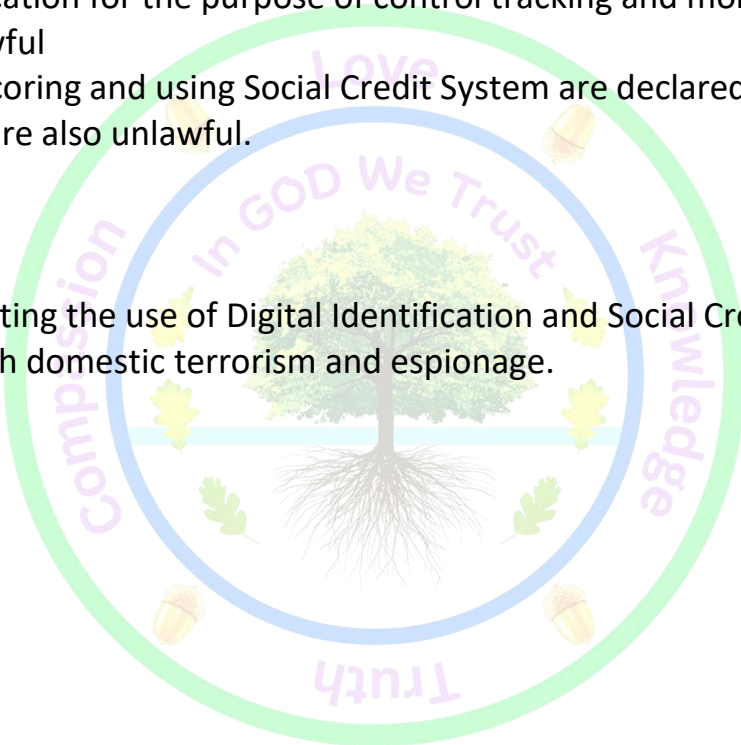 cation for the purpose of control tracking and mo
wful
Love
coring and using Social Credit System are declared
re also unlawful.
In GOD We Trust
Compassion
Knowledge
ting the use of Digital Identification and Social Cre
h domestic terrorism and espionage.
Truth